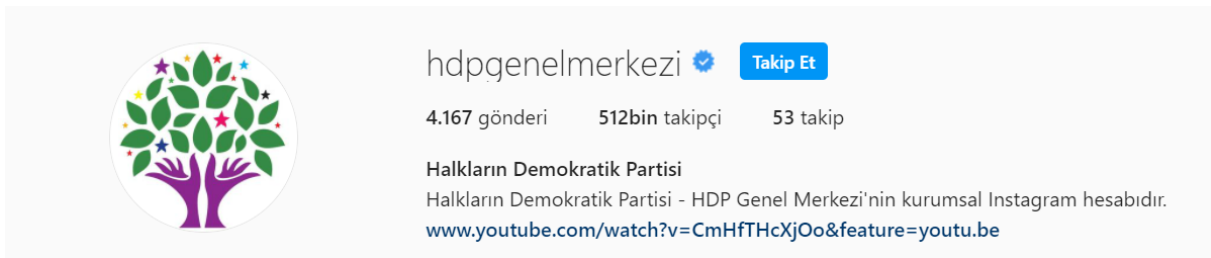 hdpgenelmerkezi Takip Et
4.167 gönderi 512bin takipçi 53 takip
Halkların Demokratik Partisi
Halkların Demokratik Partisi - HDP Genel Merkezi'nin kurumsal Instagram hesabıdır.
www.youtube.com/watch?v=CmHfTHcXjOo&feature=youtu.be